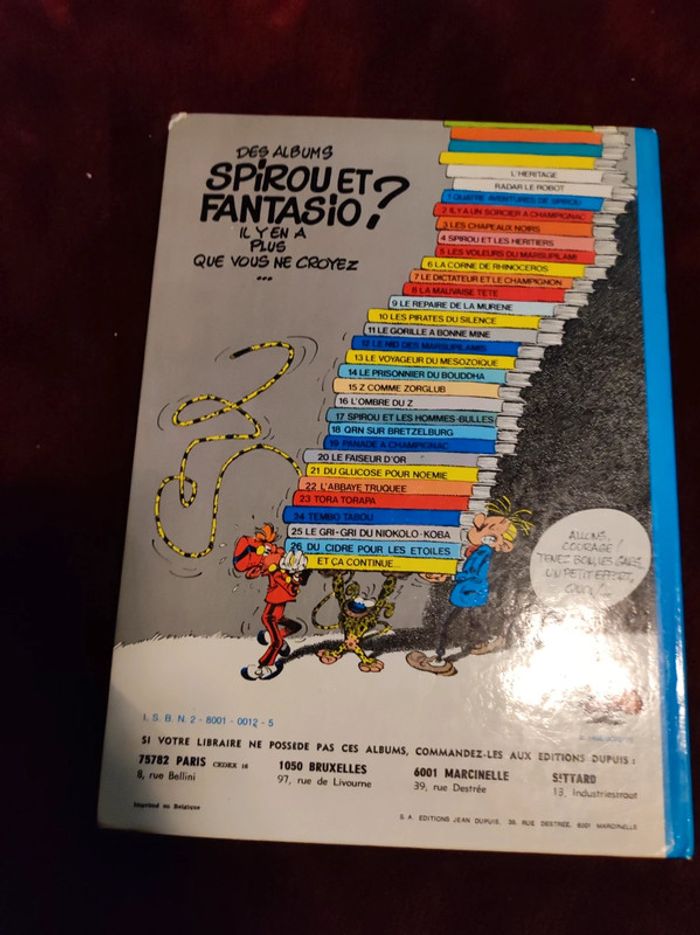 DES ALBUMS
SPIROU ET
FANTASIO?
IL Y EN A
PLUS
QUE VOUS NE CROYEZ
...
L'HERITAGE
RADAR LE ROBOT
1 QUATRE AVENTURES DE SPIROU
2 IL Y A UN SORCIER A CHAMPIGNAC
3 LES CHAPEAUX NOIRS
4 SPIROU ET LES HERITIERS
5 LES VOLEURS DU MARSUPILAMI
6 LA CORNE DE RHINOCEROS
7 LE DICTATEUR ET LE CHAMPIGNON
8 LA MAUVAISE TETE
9 LE REPAIRE DE LA MURENE
10 LES PIRATES DU SILENCE
11 LE GORILLE A BONNE MINE
12 LE NID DES MARSUPILAMIS
13 LE VOYAGEUR DU MESOZOIQUE
14 LE PRISONNIER DU BOUDDHA
15 Z COMME ZORGLUB
16 L'OMBRE DU Z
17 SPIROU ET LES HOMMES-BULLES
18 QRN SUR BRETZELBURG
19 PANADE A CHAMPIGNAC
20 LE FAISEUR D'OR
21 DU GLUCOSE POUR NOEMIE
22 L'ABBAYE TRUQUEE
23 TORA TORAPA
24 TEMBO TABOU
25 LE GRI-GRI DU NIOKOLO-KOBA
26 DU CIDRE POUR LES ETOILES
ET ÇA CONTINUE...
ALLONS,
COURAGE!
TENEZ BON, LES GARS,
UN PETIT EFFORT,
QUOI!..
I. S. B. N. 2 - 8001 - 0012 - 5
SI VOTRE LIBRAIRE NE POSSEDE PAS CES ALBUMS, COMMANDEZ-LES AUX EDITIONS DUPUIS :
75782 PARIS CEDEX 16
8, rue Bellini
1050 BRUXELLES
97, rue de Livourne
6001 MARCINELLE
39, rue Destrée
SITTARD
13, Industriestraat
Imprimé en Belgique
S. A. EDITIONS JEAN DUPUIS, 39, RUE DESTREE, 6001 MARCINELLE